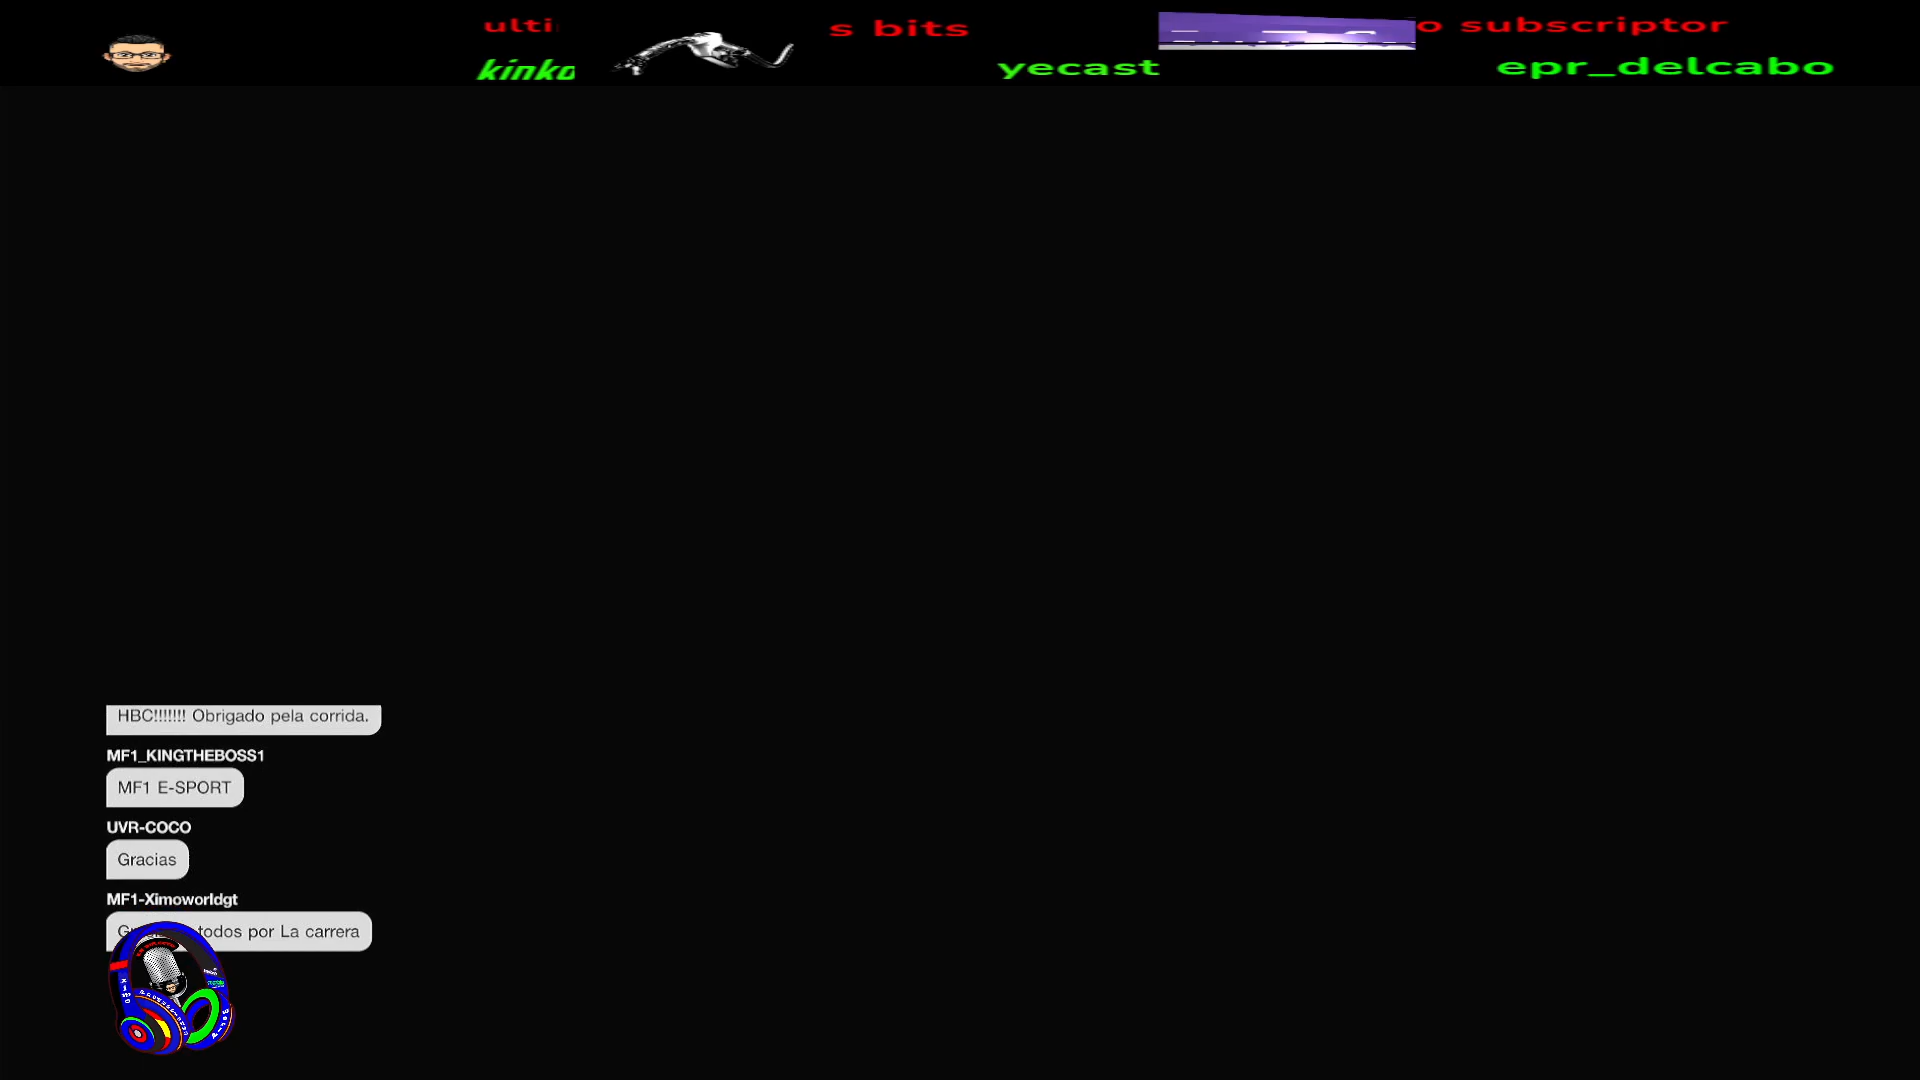 s bits
o subscriptor
kinko
yecast
epr_delcabo
HBC!!!!!!! Obrigado pela corrida.
MF1_KINGTHEBOSS1
MF1 E-SPORT
UVR-COCO
Gracias
MF1-Ximoworldgt
todos por La carrera